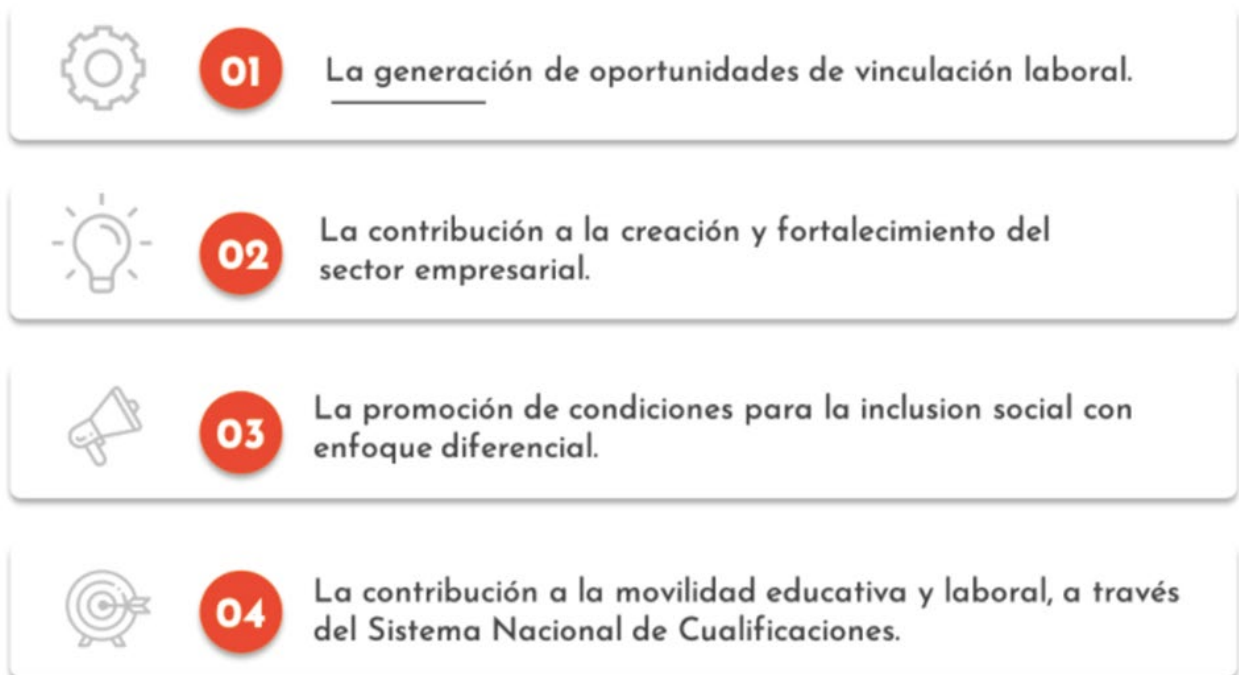 01
La generación de oportunidades de vinculación laboral.
02
La contribución a la creación y fortalecimiento del
sector empresarial.
03
La promoción de condiciones para la inclusion social con
enfoque diferencial.
04
La contribución a la movilidad educativa y laboral, a través
del Sistema Nacional de Cualificaciones.